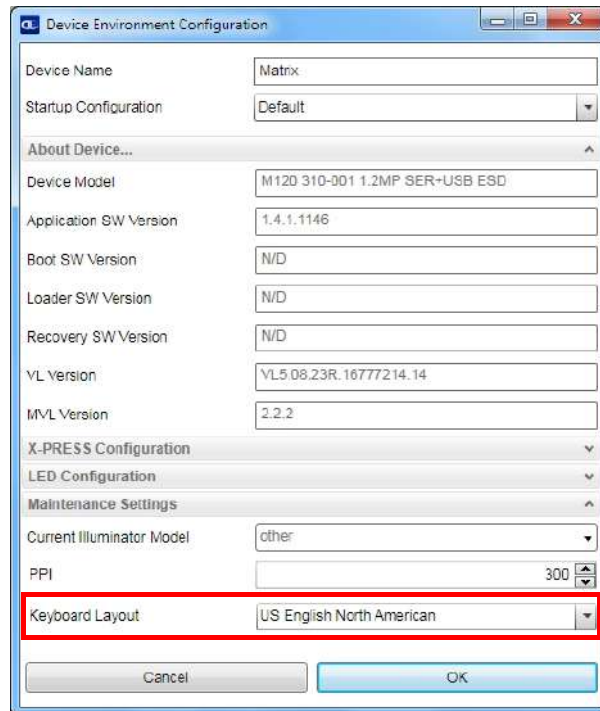 Device Environment Configuration
Device Name Matrix
Startup Configuration Default
About Device...
Device Model M120 310-001 1.2MP SER+USB ESD
Application SW Version 1.4.1.1146
Boot SW Version N/D
Loader SW Version N/D
Recovery SW Version N/D
VL Version VL5.08.23R.16777214.14
MVL Version 2.2.2
X-PRESS Configuration
LED Configuration
Maintenance Settings
Current Illuminator Model other
PPI 300
Keyboard Layout US English North American
Cancel OK